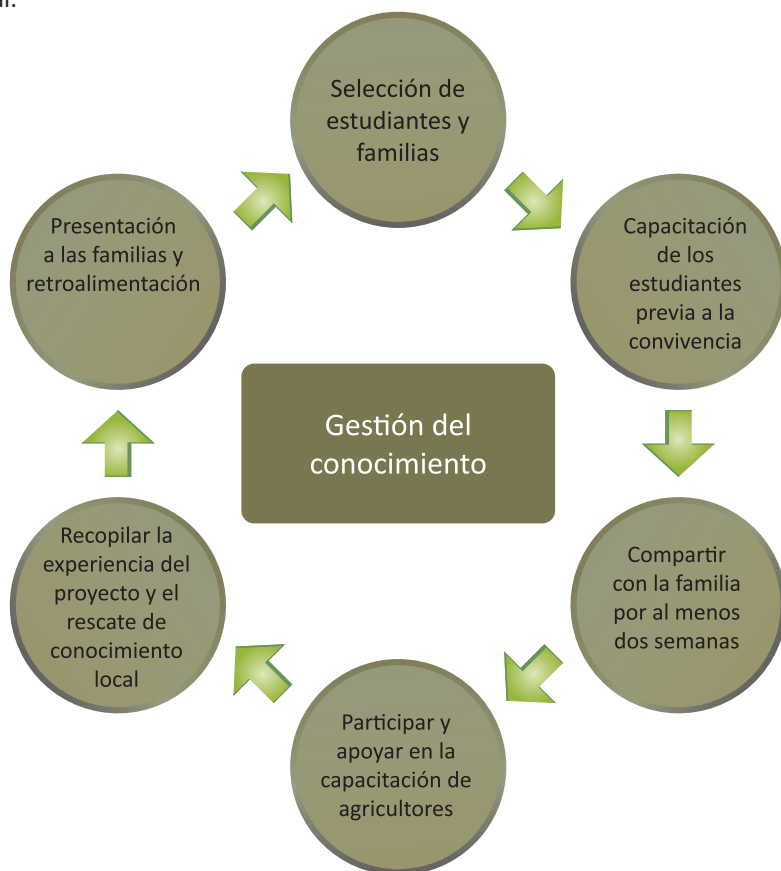 Selección de
estudiantes y
familias
Capacitación
de los
estudiantes
previa a la
convivencia
Compartir
con la familia
por al menos
dos semanas
Participar y
apoyar en la
capacitación de
agricultores
Recopilar la
experiencia del
proyecto y el
rescate de
conocimiento
local
Presentación
a las familias y
retroalimentación
Gestión del
conocimiento